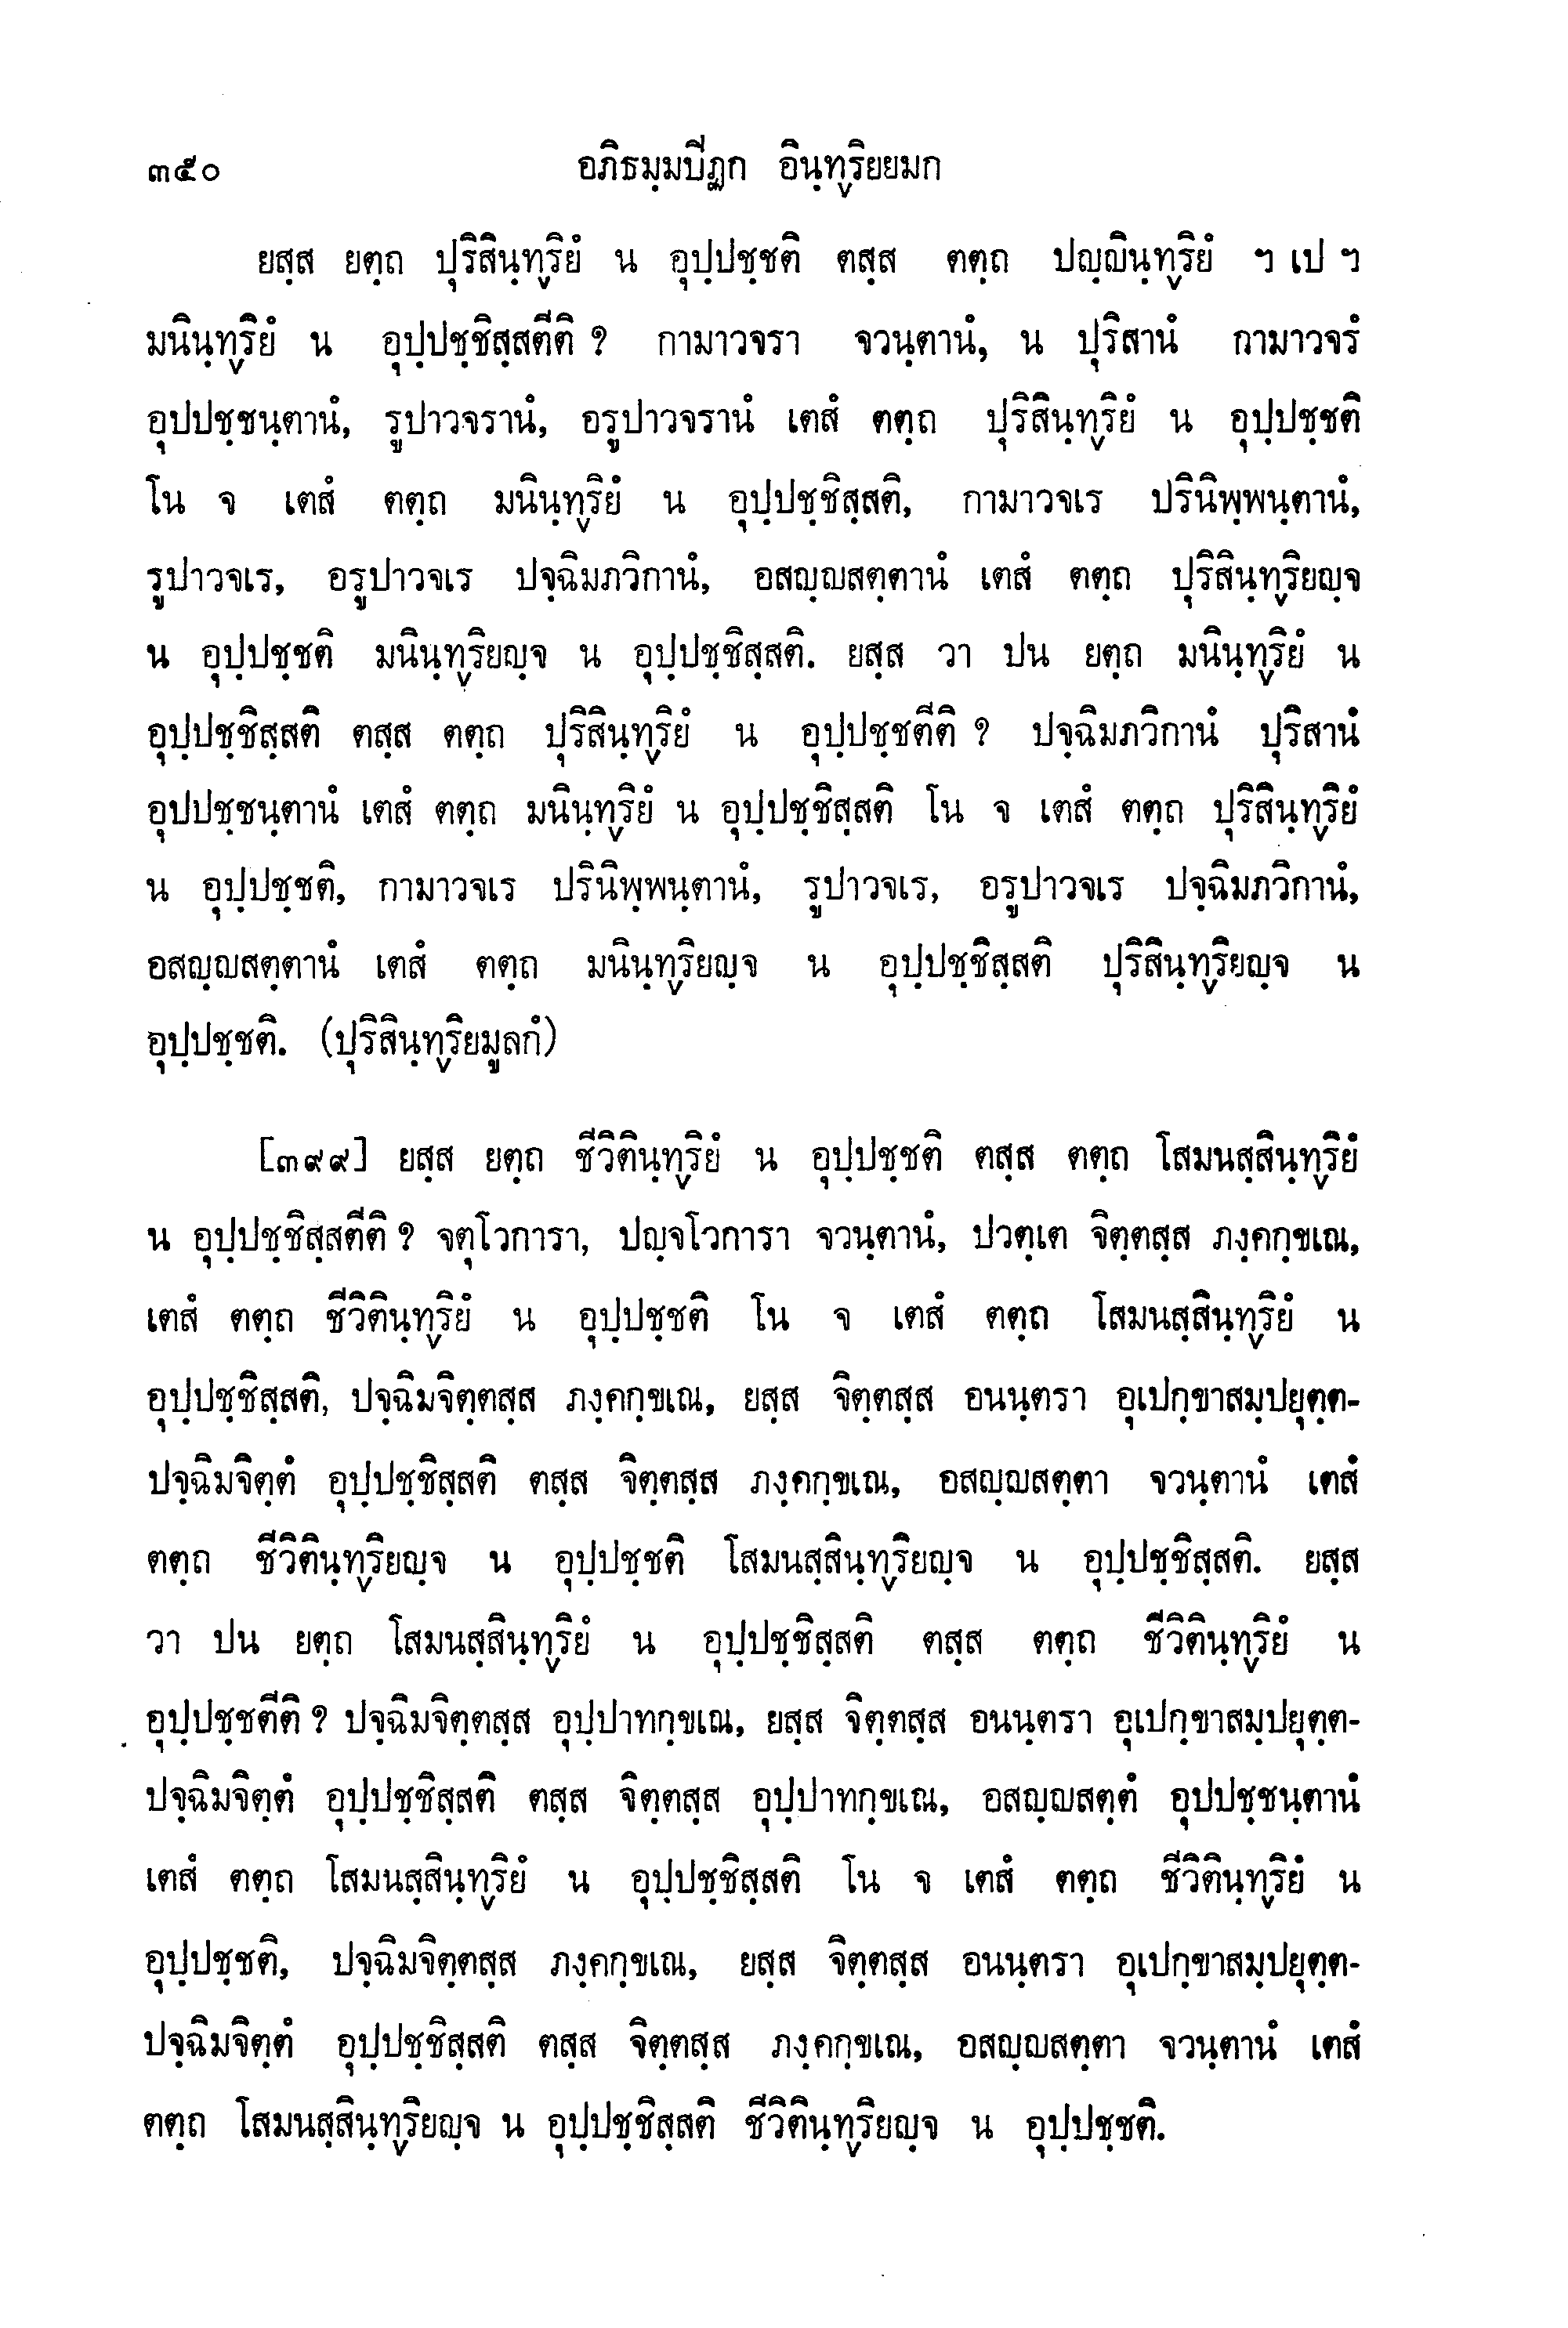 ๓๕๐ อภิธมฺมปีฏก อินฺทฺริยยมก
ยสฺส ยตฺถ ปุริสินฺทฺริยํ น อุปฺปชฺชติ ตสฺส ตตฺถ ปญฺญินฺทฺริยํ ฯ เป ฯ
มนินฺทฺริยํ น อุปฺปชฺชิสฺสตีติ ? กามาวจรา จวนฺตานํ, น ปุริสานํ กามาวจรํ
อุปปชฺชนฺตานํ, รูปาวจรานํ, อรูปาวจรานํ เตสํ ตตฺถ ปุริสินฺทฺริยํ น อุปฺปชฺชติ
โน จ เตสํ ตตฺถ มนินฺทฺริยํ น อุปฺปชฺชิสฺสติ, กามาวจเร ปรินิพฺพนฺตานํ,
รูปาวจเร, อรูปาวจเร ปจฺฉิมภวิกานํ, อสญฺญสตฺตานํ เตสํ ตตฺถ ปุริสินฺทฺริยญฺจ
น อุปฺปชฺชติ มนินฺทฺริยญฺจ น อุปฺปชฺชิสฺสติ. ยสฺส วา ปน ยตฺถ มนินฺทฺริยํ น
อุปฺปชฺชิสฺสติ ตสฺส ตตฺถ ปุริสินฺทฺริยํ น อุปฺปชฺชตีติ ? ปจฺฉิมภวิกานํ ปุริสานํ
อุปปชฺชนฺตานํ เตสํ ตตฺถ มนินฺทฺริยํ น อุปฺปชฺชิสฺสติ โน จ เตสํ ตตฺถ ปุริสินฺทฺริยํ
น อุปฺปชฺชติ, กามาวจเร ปรินิพฺพนฺตานํ, รูปาวจเร, อรูปาวจเร ปจฺฉิมภวิกานํ,
อสญฺญสตฺตานํ เตสํ ตตฺถ มนินฺทฺริยญฺจ น อุปฺปชฺชิสฺสติ ปุริสินฺทฺริยญฺจ น
อุปฺปชฺชติ. (ปุริสินฺทฺริยมูลกํ)
[๓๙๙] ยสฺส ยตฺถ ชีวิตินฺทฺริยํ น อุปฺปชฺชติ ตสฺส ตตฺถ โสมนสฺสินฺทฺริยํ
น อุปฺปชฺชิสฺสตีติ ? จตุโวการา, ปญฺจโวการา จวนฺตานํ, ปวตฺเต จิตฺตสฺส ภงฺคกฺขเณ,
เตสํ ตตฺถ ชีวิตินฺทฺริยํ น อุปฺปชฺชติ โน จ เตสํ ตตฺถ โสมนสฺสินฺทฺริยํ น
อุปฺปชฺชิสฺสติ, ปจฺฉิมจิตฺตสฺส ภงฺคกฺขเณ, ยสฺส จิตฺตสฺส อนนฺตรา อุเปกฺขาสมฺปยุตฺต-
ปจฺฉิมจิตฺตํ อุปฺปชฺชิสฺสติ ตสฺส จิตฺตสฺส ภงฺคกฺขเณ, อสญฺญสตฺตา จวนฺตานํ เตสํ
ตตฺถ ชีวิตินฺทฺริยญฺจ น อุปฺปชฺชติ โสมนสฺสินฺทฺริยญฺจ น อุปฺปชฺชิสฺสติ. ยสฺส
วา ปน ยตฺถ โสมนสฺสินฺทฺริยํ น อุปฺปชฺชิสฺสติ ตสฺส ตตฺถ ชีวิตินฺทฺริยํ น
อุปฺปชฺชตีติ ? ปจฺฉิมจิตฺตสฺส อุปฺปาทกฺขเณ, ยสฺส จิตฺตสฺส อนนฺตรา อุเปกฺขาสมฺปยุตฺต-
ปจฺฉิมจิตฺตํ อุปฺปชฺชิสฺสติ ตสฺส จิตฺตสฺส อุปฺปาทกฺขเณ, อสญฺญสตฺตํ อุปปชฺชนฺตานํ
เตสํ ตตฺถ โสมนสฺสินฺทฺริยํ น อุปฺปชฺชิสฺสติ โน จ เตสํ ตตฺถ ชีวิตินฺทฺริยํ น
อุปฺปชฺชติ, ปจฺฉิมจิตฺตสฺส ภงฺคกฺขเณ, ยสฺส จิตฺตสฺส อนนฺตรา อุเปกฺขาสมฺปยุตฺต-
ปจฺฉิมจิตฺตํ อุปฺปชฺชิสฺสติ ตสฺส จิตฺตสฺส ภงฺคกฺขเณ, อสญฺญสตฺตา จวนฺตานํ เตสํ
ตตฺถ โสมนสฺสินฺทฺริยญฺจ น อุปฺปชฺชิสฺสติ ชีวิตินฺทฺริยญฺจ น อุปฺปชฺชติ.